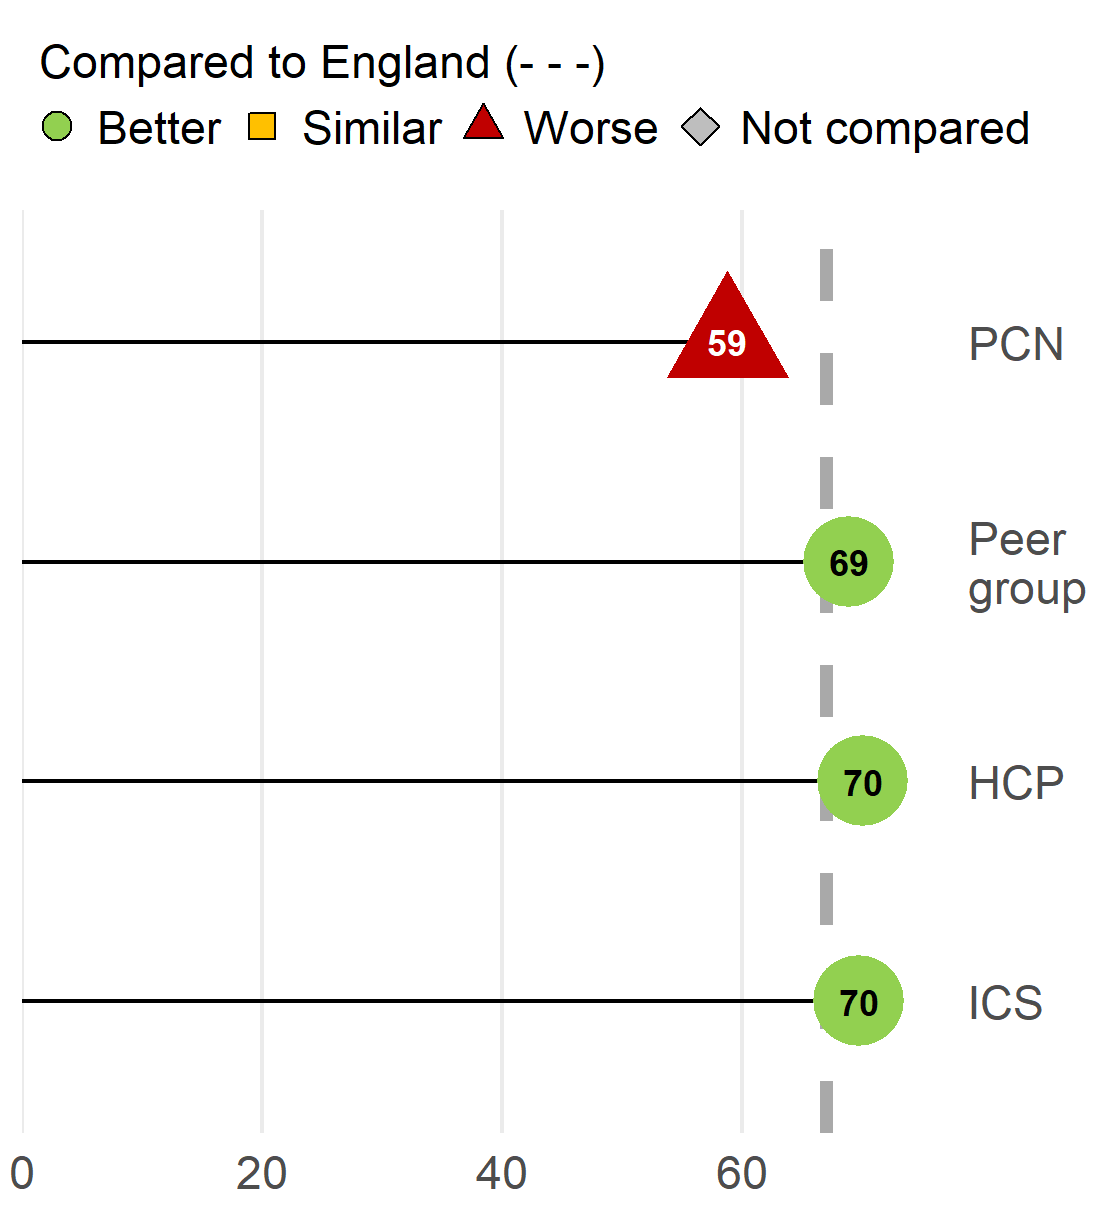 Compared to England (- - -)
Better Similar Worse Not compared
59 PCN
69 Peer
group
70 HCP
70 ICS
0 20 40 60